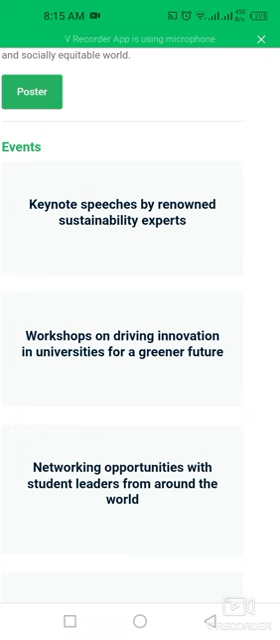 8:15 AM
V Recorder App is using microphone
and socially equitable world.
Poster
Events
Keynote speeches by renowned
sustainability experts
Workshops on driving innovation
in universities for a greener future
Networking opportunities with
student leaders from around the
world
V RECORDER